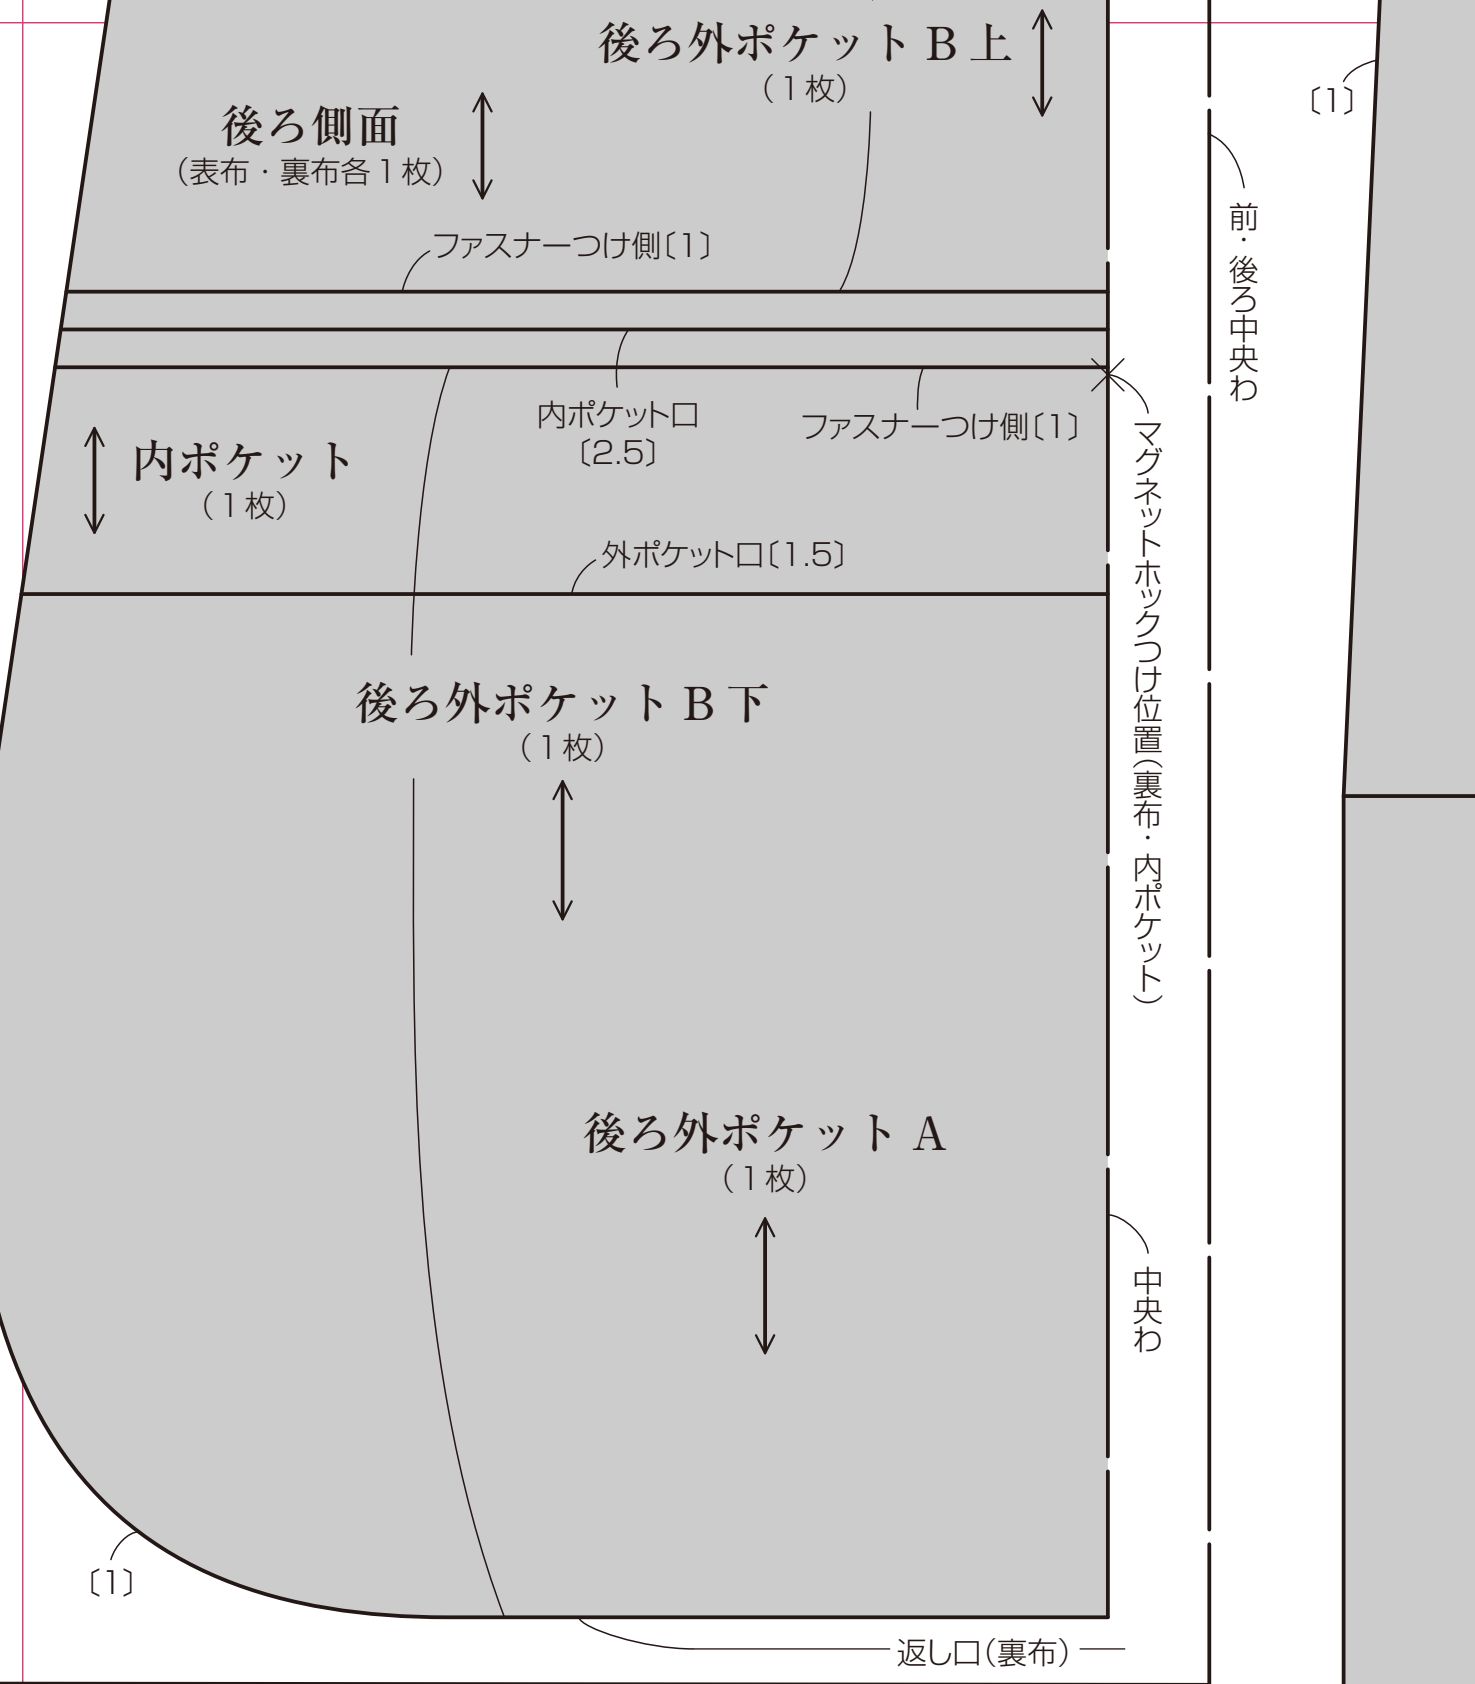 後ろ外ポケット B 上
（1枚）
〔1〕
後ろ側面
（表布・裏布各1枚）
前・後ろ中央わ
ファスナーつけ側〔1〕
内ポケット口
〔2.5〕
ファスナーつけ側〔1〕
マグネットホックつけ位置（裏布・内ポケット）
内ポケット
（1枚）
外ポケット口〔1.5〕
後ろ外ポケット B 下
（1枚）
後ろ外ポケット A
（1枚）
中央わ
〔1〕
返し口（裏布）